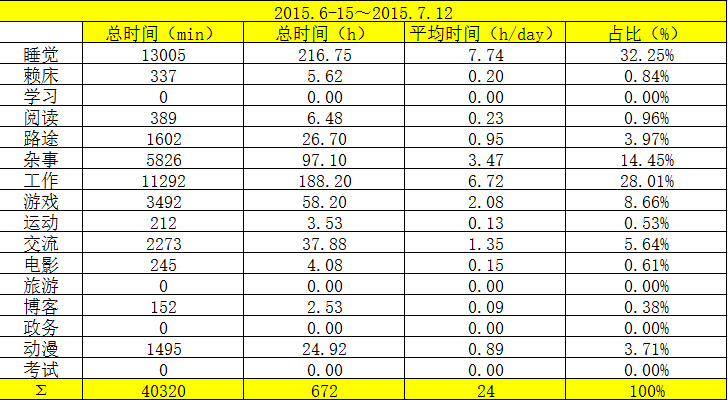 2015.6-15～2015.7.12
总时间（min） 总时间（h） 平均时间（h/day） 占比（%）
睡觉 13005 216.75 7.74 32.25%
赖床 337 5.62 0.20 0.84%
学习 0 0.00 0.00 0.00%
阅读 389 6.48 0.23 0.96%
路途 1602 26.70 0.95 3.97%
杂事 5826 97.10 3.47 14.45%
工作 11292 188.20 6.72 28.01%
游戏 3492 58.20 2.08 8.66%
运动 212 3.53 0.13 0.53%
交流 2273 37.88 1.35 5.64%
电影 245 4.08 0.15 0.61%
旅游 0 0.00 0.00 0.00%
博客 152 2.53 0.09 0.38%
政务 0 0.00 0.00 0.00%
动漫 1495 24.92 0.89 3.71%
考试 0 0.00 0.00 0.00%
Σ 40320 672 24 100%